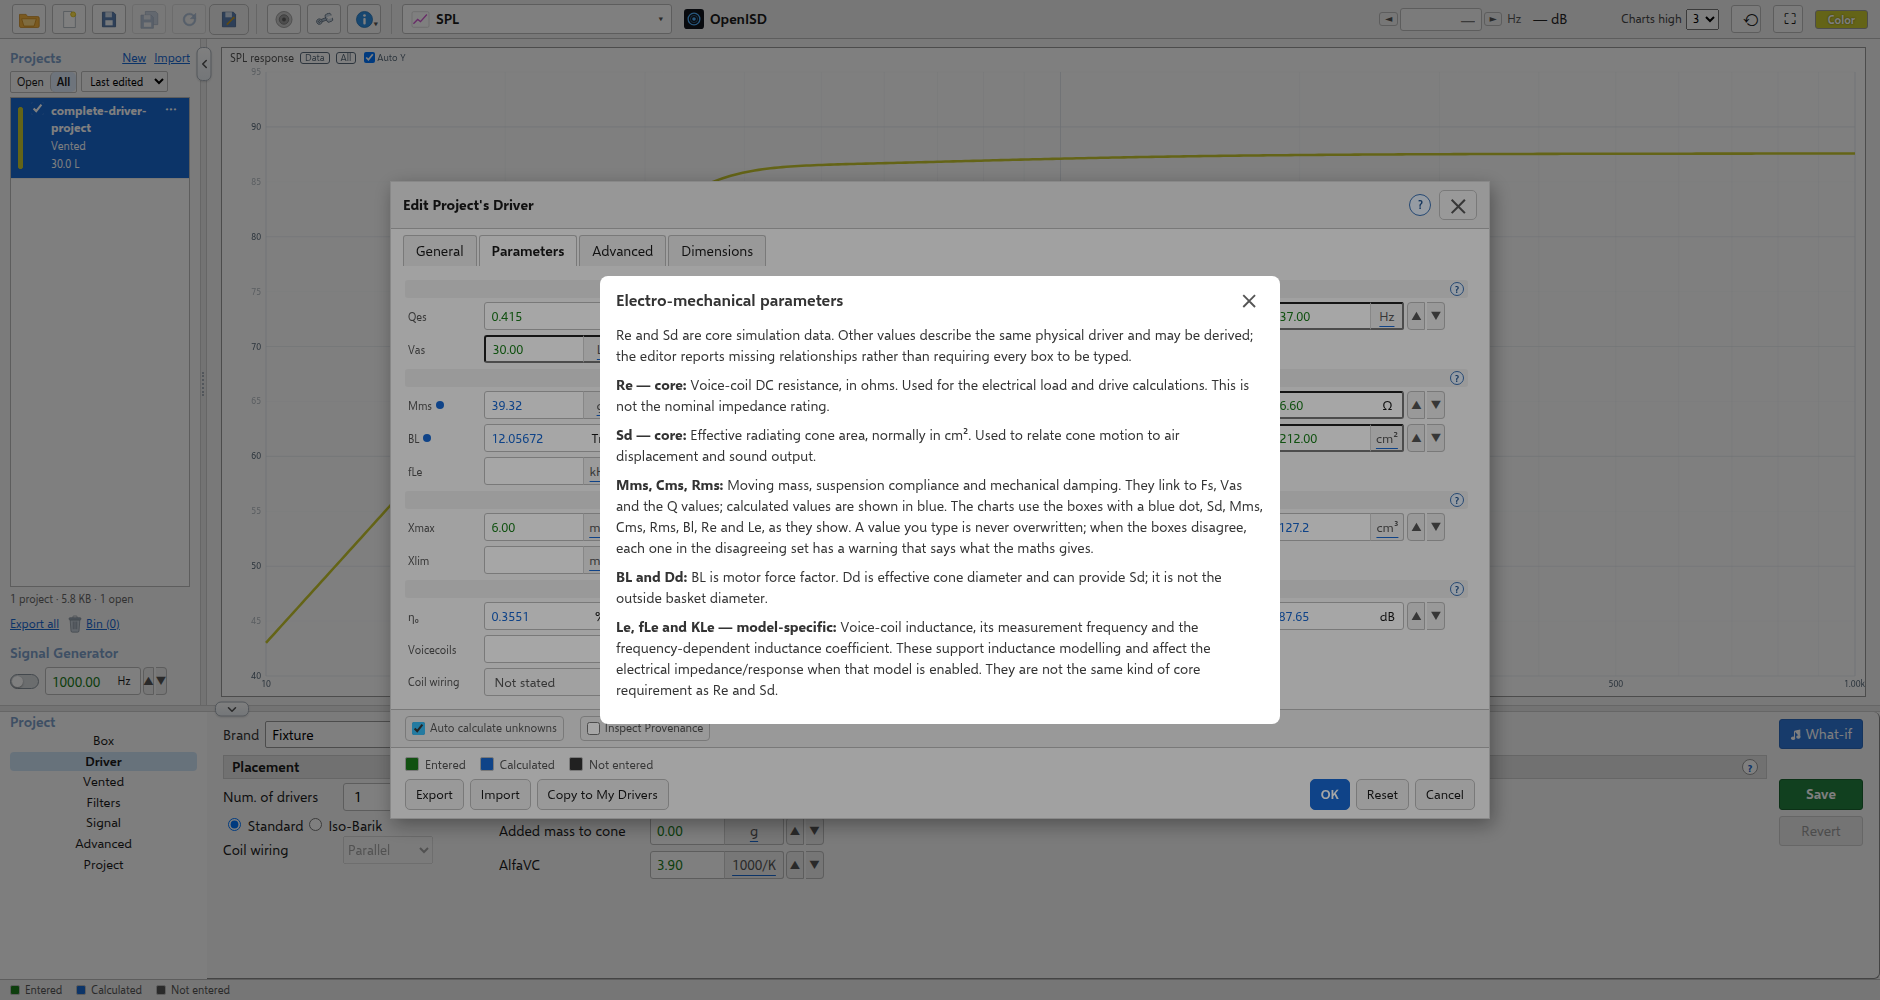 SPL
OpenISD
—
Hz
— dB
Charts high
3
Color
Projects
New
Import
Open
All
Last edited
complete-driver-
project
Vented
30.0 L
1 project · 5.8 KB · 1 open
Export all
Bin (0)
Signal Generator
1000.00
Hz
SPL response
Data
All
Auto Y
95
90
85
80
75
70
65
60
55
50
45
40
10
500
1.00k
Edit Project's Driver
?
General
Parameters
Advanced
Dimensions
?
Qes
0.415
37.00
Hz
Vas
30.00
?
Mms
39.32
6.60
Ω
BL
12.05672
212.00
cm²
fLe
?
Xmax
6.00
127.2
cm³
Xlim
?
ηₒ
0.3551
87.65
dB
Voicecoils
Coil wiring
Not stated
Electro-mechanical parameters
Re and Sd are core simulation data. Other values describe the same physical driver and may be derived;
the editor reports missing relationships rather than requiring every box to be typed.
Re — core: Voice-coil DC resistance, in ohms. Used for the electrical load and drive calculations. This is
not the nominal impedance rating.
Sd — core: Effective radiating cone area, normally in cm². Used to relate cone motion to air
displacement and sound output.
Mms, Cms, Rms: Moving mass, suspension compliance and mechanical damping. They link to Fs, Vas
and the Q values; calculated values are shown in blue. The charts use the boxes with a blue dot, Sd, Mms,
Cms, Rms, Bl, Re and Le, as they show. A value you type is never overwritten; when the boxes disagree,
each one in the disagreeing set has a warning that says what the maths gives.
BL and Dd: BL is motor force factor. Dd is effective cone diameter and can provide Sd; it is not the
outside basket diameter.
Le, fLe and KLe — model-specific: Voice-coil inductance, its measurement frequency and the
frequency-dependent inductance coefficient. These support inductance modelling and affect the
electrical impedance/response when that model is enabled. They are not the same kind of core
requirement as Re and Sd.
Auto calculate unknowns
Inspect Provenance
Entered
Calculated
Not entered
Export
Import
Copy to My Drivers
OK
Reset
Cancel
Project
Box
Driver
Vented
Filters
Signal
Advanced
Project
Brand
Fixture
Placement
?
Num. of drivers
1
Standard
Iso-Barik
Coil wiring
Parallel
Added mass to cone
0.00
g
AlfaVC
3.90
1000/K
What-if
Save
Revert
Entered
Calculated
Not entered